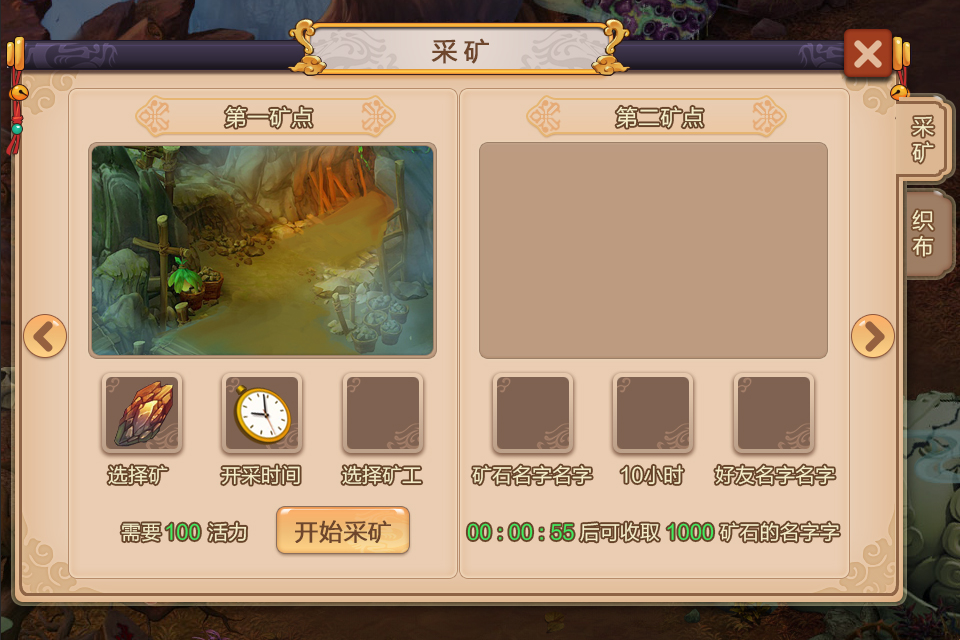 采矿
第一矿点
第二矿点
采矿
织布
选择矿
开采时间
选择矿工
矿石名字名字
10小时
好友名字名字
需要100活力
开始采矿
00:00:55后可收取1000矿石的名字字